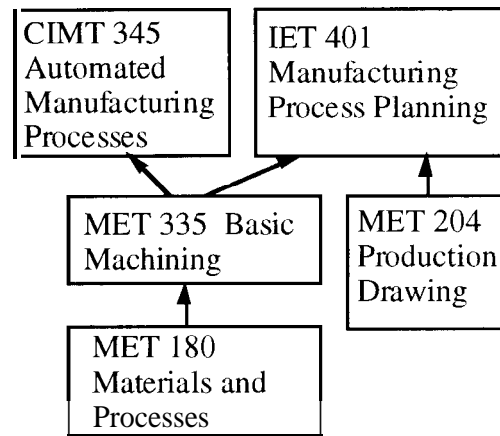 CIMT 345
Automated
Manufacturing
Processes
IET 401
Manufacturing
Process Planning
MET 335 Basic
Machining
MET 204
Production
Drawing
MET 180
Materials and
Processes